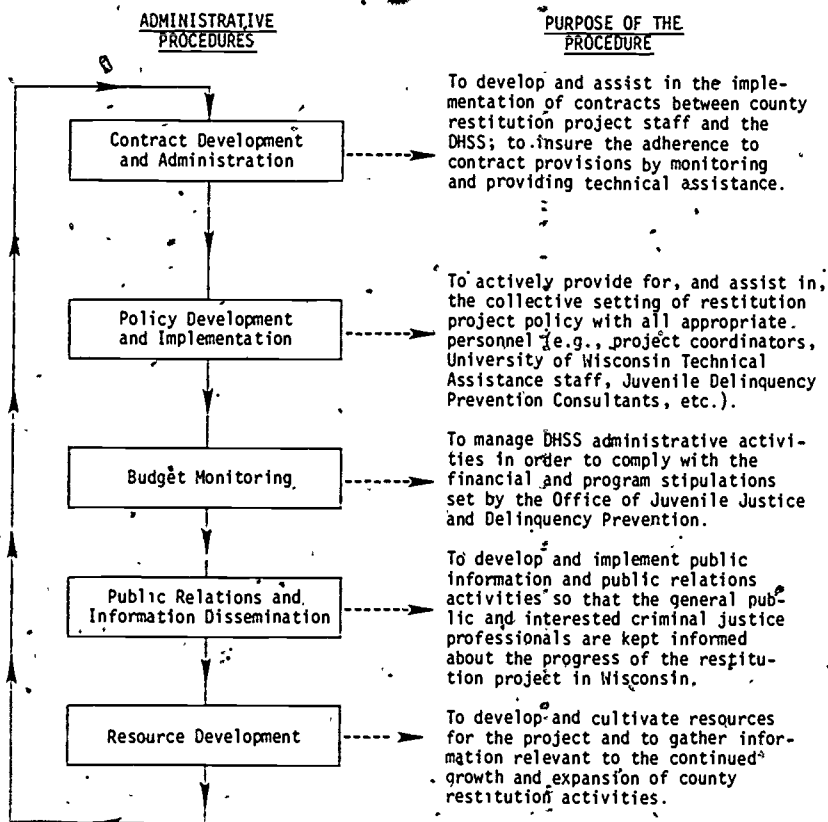 ADMINISTRATIVE
PROCEDURES
PURPOSE OF THE
PROCEDURE
Contract Development
and Administration
To develop and assist in the imple-
mentation of contracts between county
restitution project staff and the
DHSS; to insure the adherence to
contract provisions by monitoring
and providing technical assistance.
Policy Development
and Implementation
To actively provide for, and assist in,
the collective setting of restitution
project policy with all appropriate
personnel (e.g., project coordinators,
University of Wisconsin Technical
Assistance staff, Juvenile Delinquency
Prevention Consultants, etc.).
Budget Monitoring
To manage DHSS administrative activi-
ties in order to comply with the
financial and program stipulations
set by the Office of Juvenile Justice
and Delinquency Prevention.
Public Relations and
Information Dissemination
To develop and implement public
information and public relations
activities so that the general pub-
lic and interested criminal justice
professionals are kept informed
about the progress of the restitu-
tion project in Wisconsin.
Resource Development
To develop and cultivate resources
for the project and to gather infor-
mation relevant to the continued
growth and expansion of county
restitution activities.